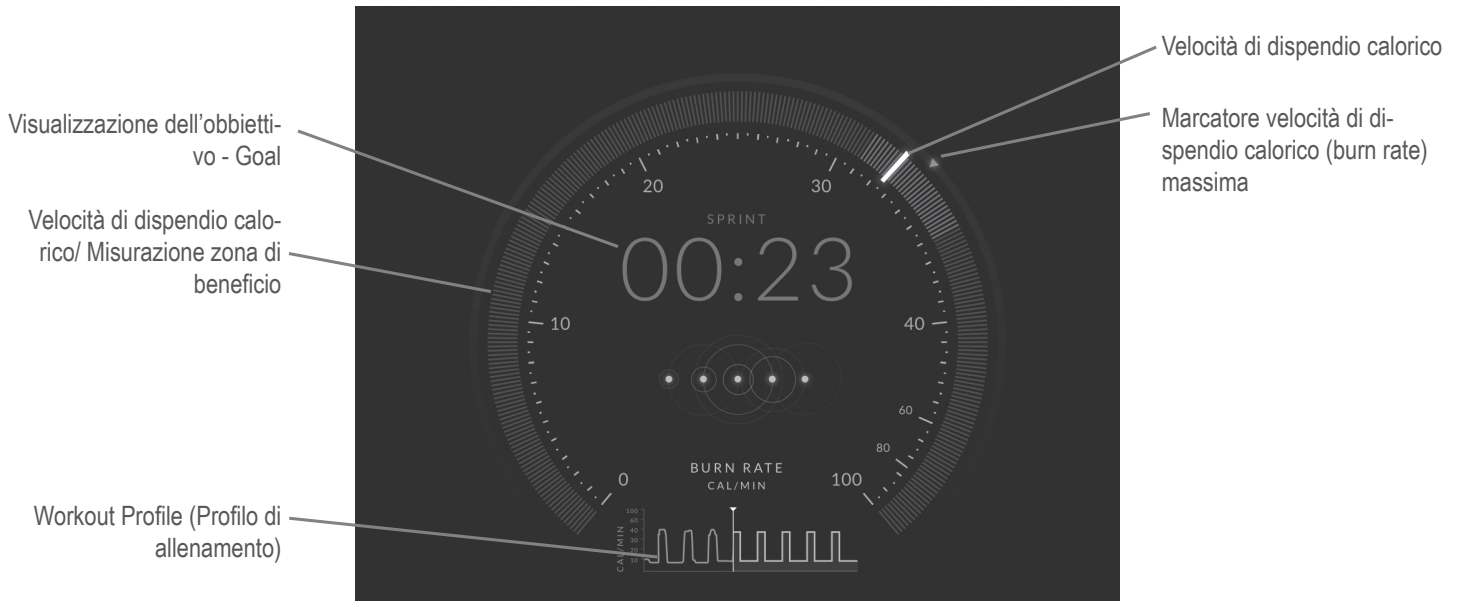 Velocità di dispendio calorico
Marcatore velocità di di-
spendio calorico (burn rate)
massima
Visualizzazione dell'obbietti-
vo - Goal
Velocità di dispendio calo-
rico/ Misurazione zona di
beneficio
Workout Profile (Profilo di
allenamento)
20
30
SPRINT
00:23
10
40
60
80
0
100
BURN RATE
CAL/MIN
CAL/MIN
100
60
40
30
20
10